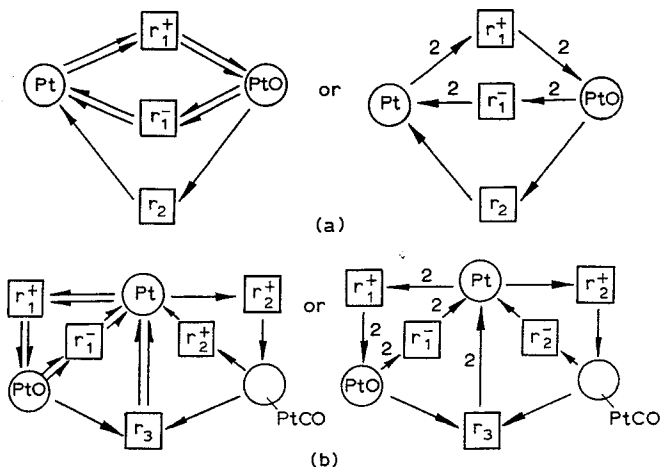 r₁⁺
Pt
PtO
r₁⁻
r₂
or
2 r₁⁺ 2
Pt
2 r₁⁻ 2
PtO
r₂
(a)
r₁⁺
Pt
r₂⁺
r₁⁻
r₂⁺
PtO
r₃
PtCO
or
r₁⁺ 2 Pt r₂⁺
2
2
r₁⁻
r₂⁻
PtO 2
2
r₃
PtCO
(b)